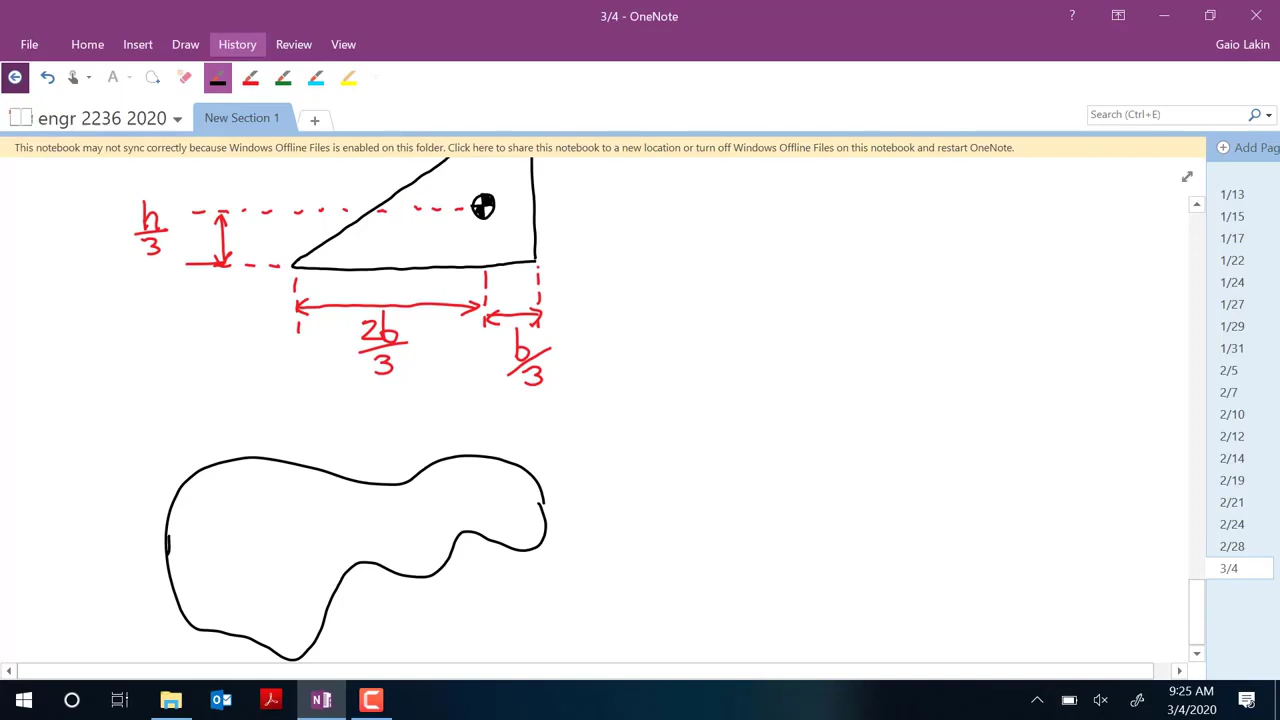 3/4 - OneNote
?
File Home Insert Draw History Review View
Gaio Lakin
A
engr 2236 2020
New Section 1
+
Search (Ctrl+E)
This notebook may not sync correctly because Windows Offline Files is enabled on this folder. Click here to share this notebook to a new location or turn off Windows Offline Files on this notebook and restart OneNote.
Add Pag
1/13
1/15
1/17
1/22
1/24
1/27
1/29
1/31
2/5
2/7
2/10
2/12
2/14
2/19
2/21
2/24
2/28
3/4
h/3
2b/3
b/3
9:25 AM
3/4/2020